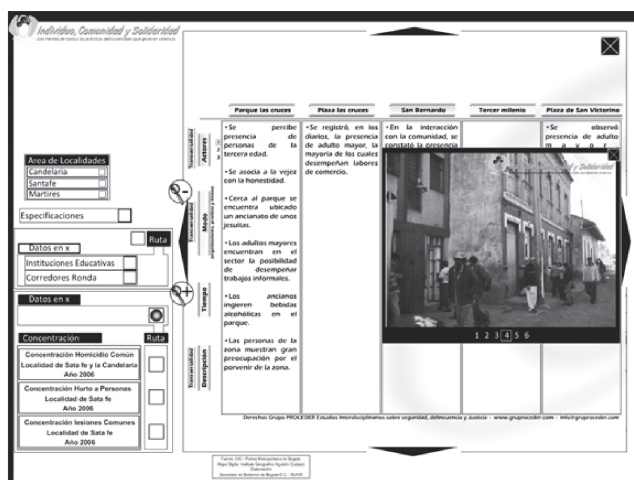 Individuo, Comunidad y Solidaridad
Parque las cruces
Plaza las cruces
San Bernardo
Tercer milenio
Plaza de San Victorino
Transversalidad
Actores
Modo
Tiempo
Transversalidad
Descripción
•Se percibe
presencia de
personas de la
tercera edad.
•Se asocia a la vejez
con la honestidad.
•Cerca al parque se
encuentra ubicado
un ancianato de unos
jesuitas.
•Los adultos mayores
encuentran en el
sector la posibilidad
de desempeñar
trabajos informales.
•Los ancianos
ingieren bebidas
alcohólicas en el
parque.
•Las personas de la
zona muestran gran
preocupación por el
porvenir de la zona.
•Se registró, en los
diarios, la presencia
de adulto mayor, la
mayoría de los cuales
desempeñan labores
de comercio.
•En la interacción
con la comunidad, se
constató la presencia
•Se observó
presencia de adulto
m a y o r
y Solidaridad
1 2 3 4 5 6
Area de Localidades
Candelaria
Santafe
Martires
Especificaciones
Ruta
Datos en x
Instituciones Educativas
Corredores Ronda
Datos en x
Concentración
Ruta
Concentración Homicidio Común
Localidad de Sata fe y la Candelaria
Año 2006
Concentración Hurto a Personas
Localidad de Sata fe
Año 2006
Concentración lesiones Comunes
Localidad de Sata fe
Año 2006
Derechos Grupo PROCEDER Estudios Interdisciplinarios sobre seguridad, delincuencia y Justicia - www.gruproceder.com - info@gruproceder.com